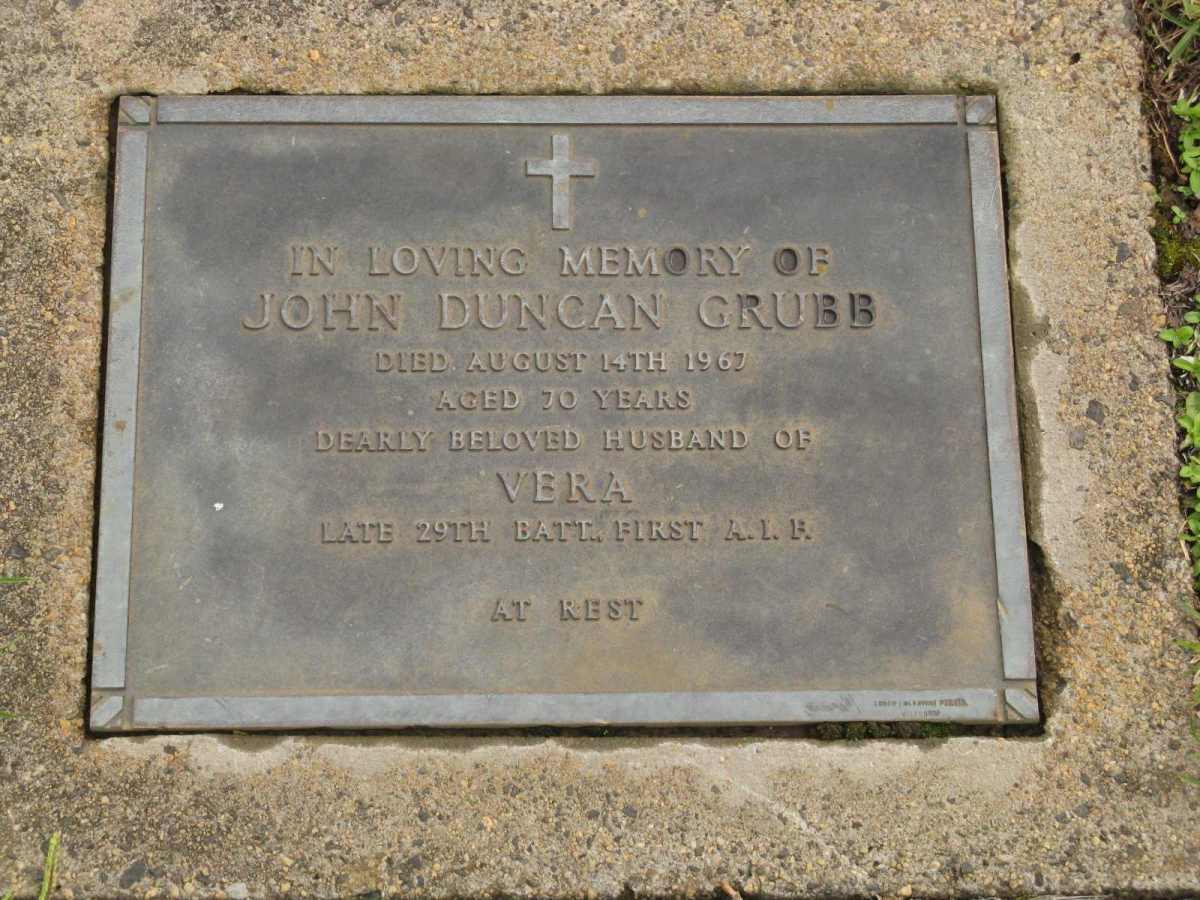 IN LOVING MEMORY OF
JOHN DUNCAN GRUBB
DIED AUGUST 14TH 1967
AGED 70 YEARS
DEARLY BELOVED HUSBAND OF
VERA
LATE 29TH BATT., FIRST A.I.F.
AT REST